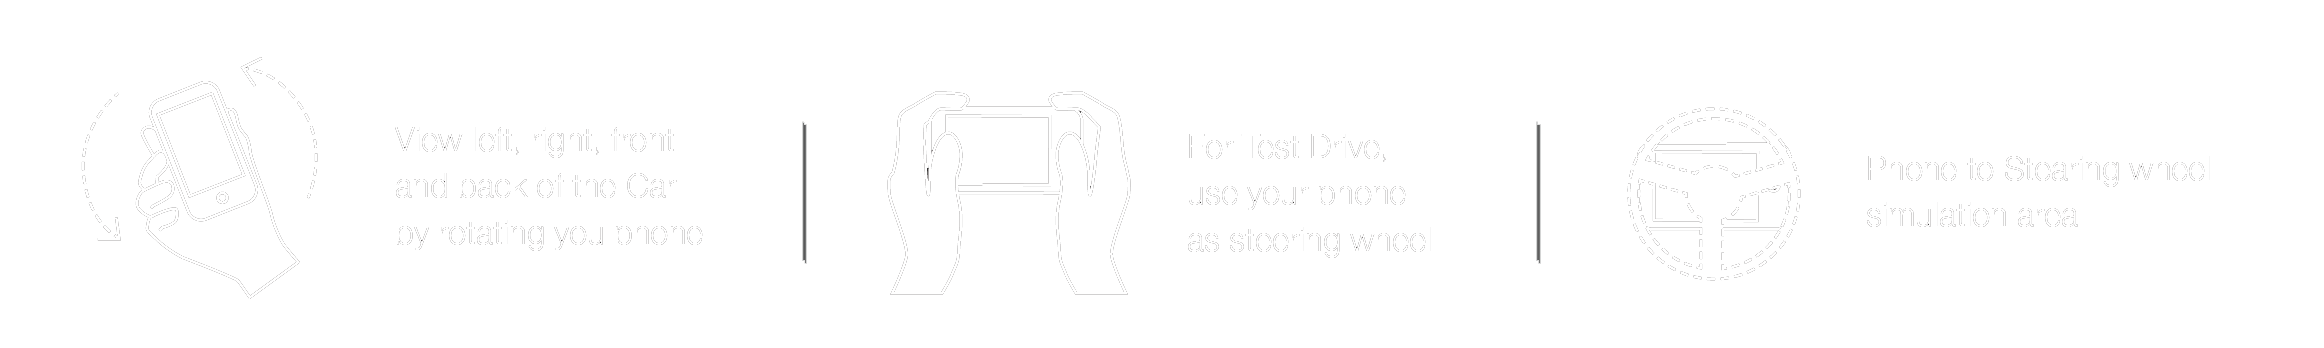 View left, right, front
and back of the Car
by rotating you phone
For Test Drive,
use your phone
as steering wheel
Phone to Stearing wheel
simulation area